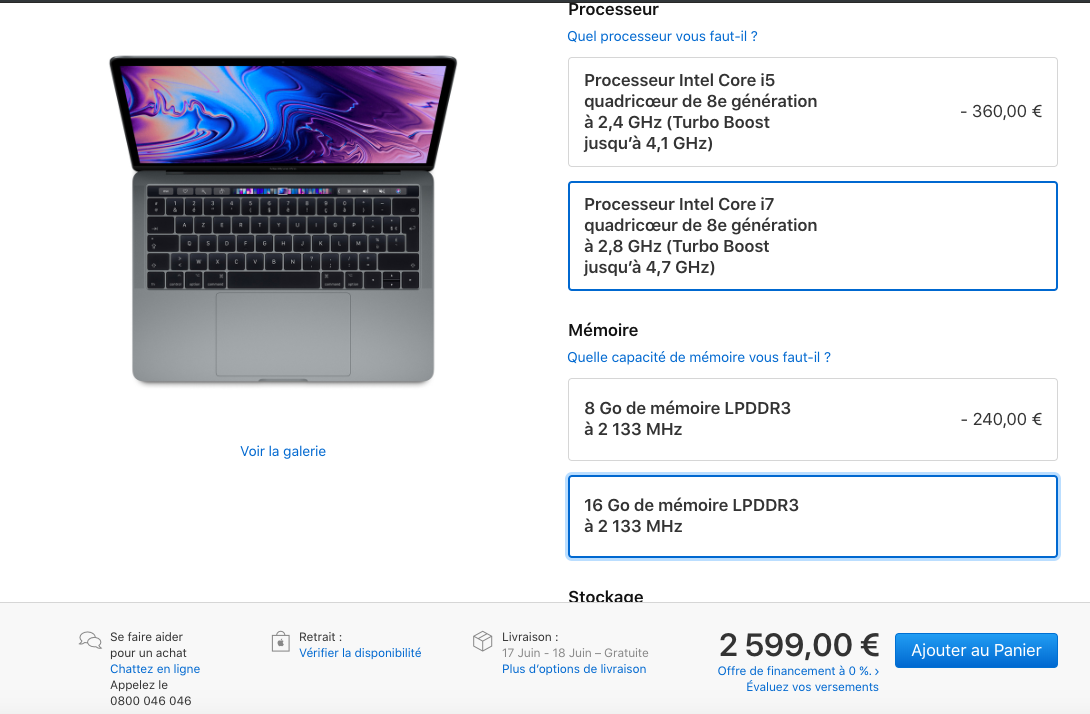 Processeur
Quel processeur vous faut-il ?
Processeur Intel Core i5
quadricœur de 8e génération
à 2,4 GHz (Turbo Boost
jusqu’à 4,1 GHz)
- 360,00 €
Processeur Intel Core i7
quadricœur de 8e génération
à 2,8 GHz (Turbo Boost
jusqu’à 4,7 GHz)
Mémoire
Quelle capacité de mémoire vous faut-il ?
8 Go de mémoire LPDDR3
à 2 133 MHz
- 240,00 €
16 Go de mémoire LPDDR3
à 2 133 MHz
Voir la galerie
Stockage
Se faire aider
pour un achat
Chattez en ligne
Appelez le
0800 046 046
Retrait :
Vérifier la disponibilité
Livraison :
17 Juin - 18 Juin – Gratuite
Plus d’options de livraison
2 599,00 €
Offre de financement à 0 %. ›
Évaluez vos versements
Ajouter au Panier